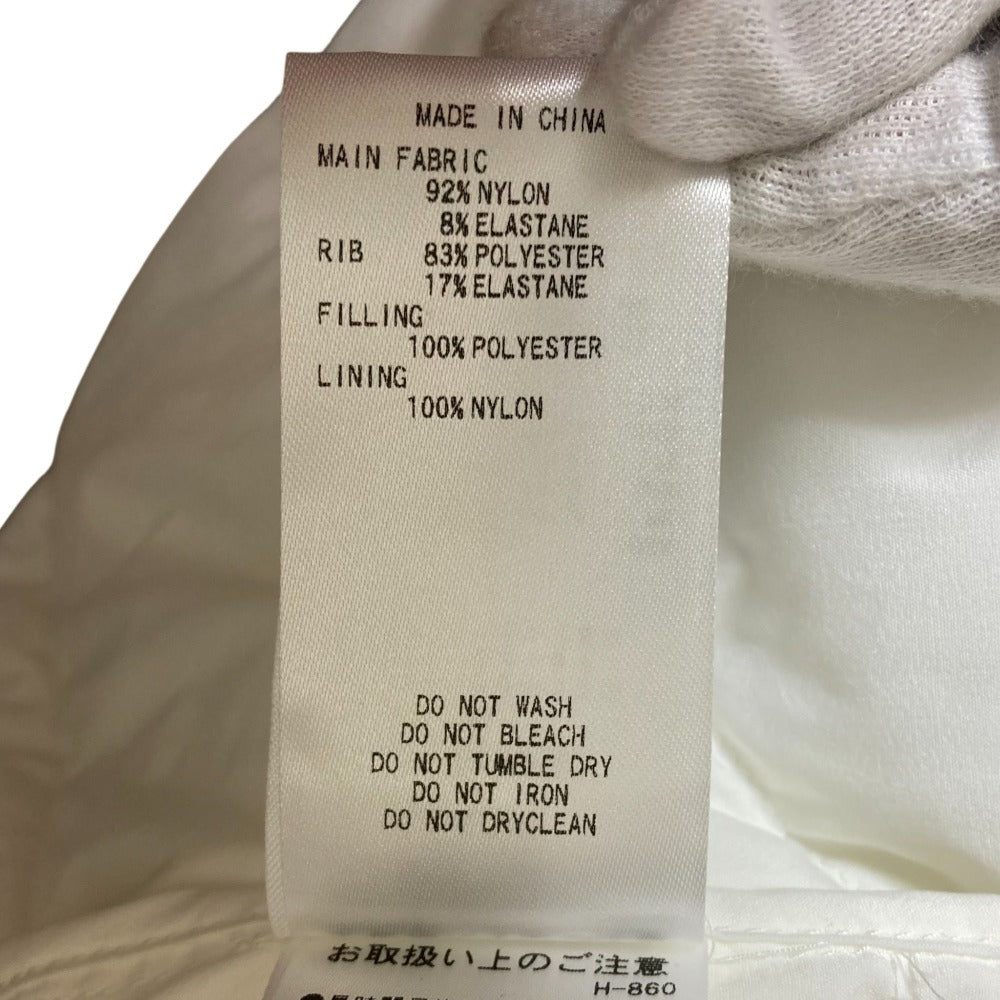 MADE IN CHINA
MAIN FABRIC
92% NYLON
8% ELASTANE
RIB 83% POLYESTER
17% ELASTANE
FILLING
100% POLYESTER
LINING
100% NYLON
DO NOT WASH
DO NOT BLEACH
DO NOT TUMBLE DRY
DO NOT IRON
DO NOT DRYCLEAN
お取扱い上のご注意
H-860